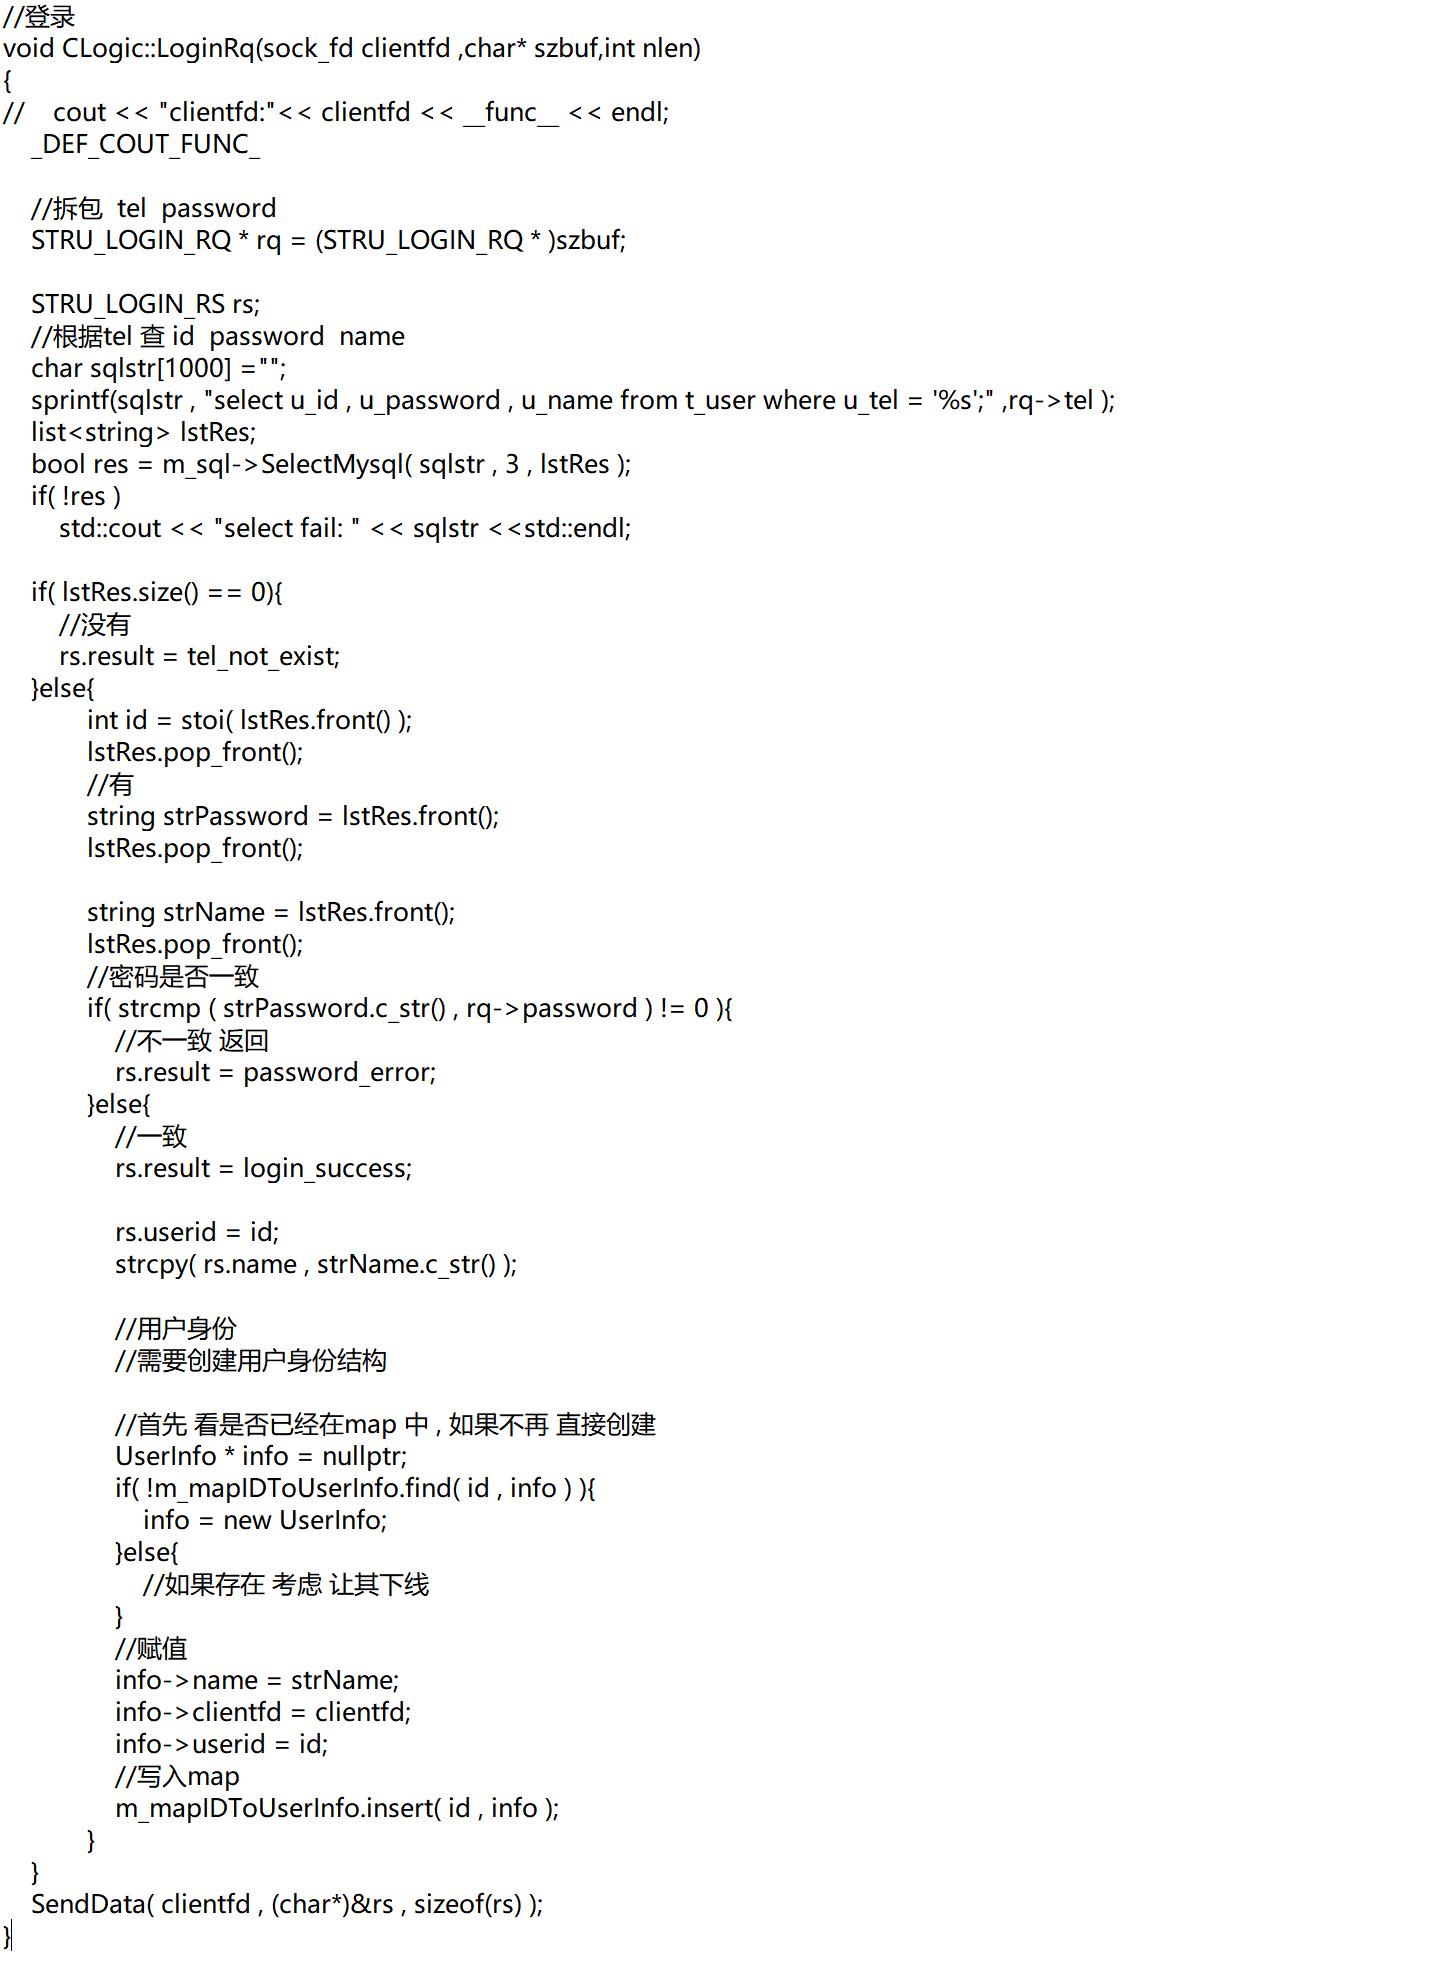 //登录
void CLogic::LoginRq(sock_fd clientfd ,char* szbuf,int nlen)
{
//    cout << "clientfd:"<< clientfd << __func__ << endl;
    _DEF_COUT_FUNC_

    //拆包  tel  password
    STRU_LOGIN_RQ * rq = (STRU_LOGIN_RQ * )szbuf;

    STRU_LOGIN_RS rs;
    //根据tel 查 id  password  name
    char sqlstr[1000] ="";
    sprintf(sqlstr , "select u_id , u_password , u_name from t_user where u_tel = '%s';" ,rq->tel );
    list<string> lstRes;
    bool res = m_sql->SelectMysql( sqlstr , 3 , lstRes );
    if( !res )
        std::cout << "select fail: " << sqlstr <<std::endl;

    if( lstRes.size() == 0){
        //没有
        rs.result = tel_not_exist;
    }else{
            int id = stoi( lstRes.front() );
            lstRes.pop_front();
            //有
            string strPassword = lstRes.front();
            lstRes.pop_front();

            string strName = lstRes.front();
            lstRes.pop_front();
            //密码是否一致
            if( strcmp ( strPassword.c_str() , rq->password ) != 0 ){
                //不一致 返回
                rs.result = password_error;
            }else{
                //一致
                rs.result = login_success;

                rs.userid = id;
                strcpy( rs.name , strName.c_str() );

                //用户身份
                //需要创建用户身份结构

                //首先 看是否已经在map 中 , 如果不再 直接创建
                UserInfo * info = nullptr;
                if( !m_mapIDToUserInfo.find( id , info ) ){
                    info = new UserInfo;
                }else{
                    //如果存在 考虑 让其下线
                }
                //赋值
                info->name = strName;
                info->clientfd = clientfd;
                info->userid = id;
                //写入map
                m_mapIDToUserInfo.insert( id , info );
            }
    }
    SendData( clientfd , (char*)&rs , sizeof(rs) );
}